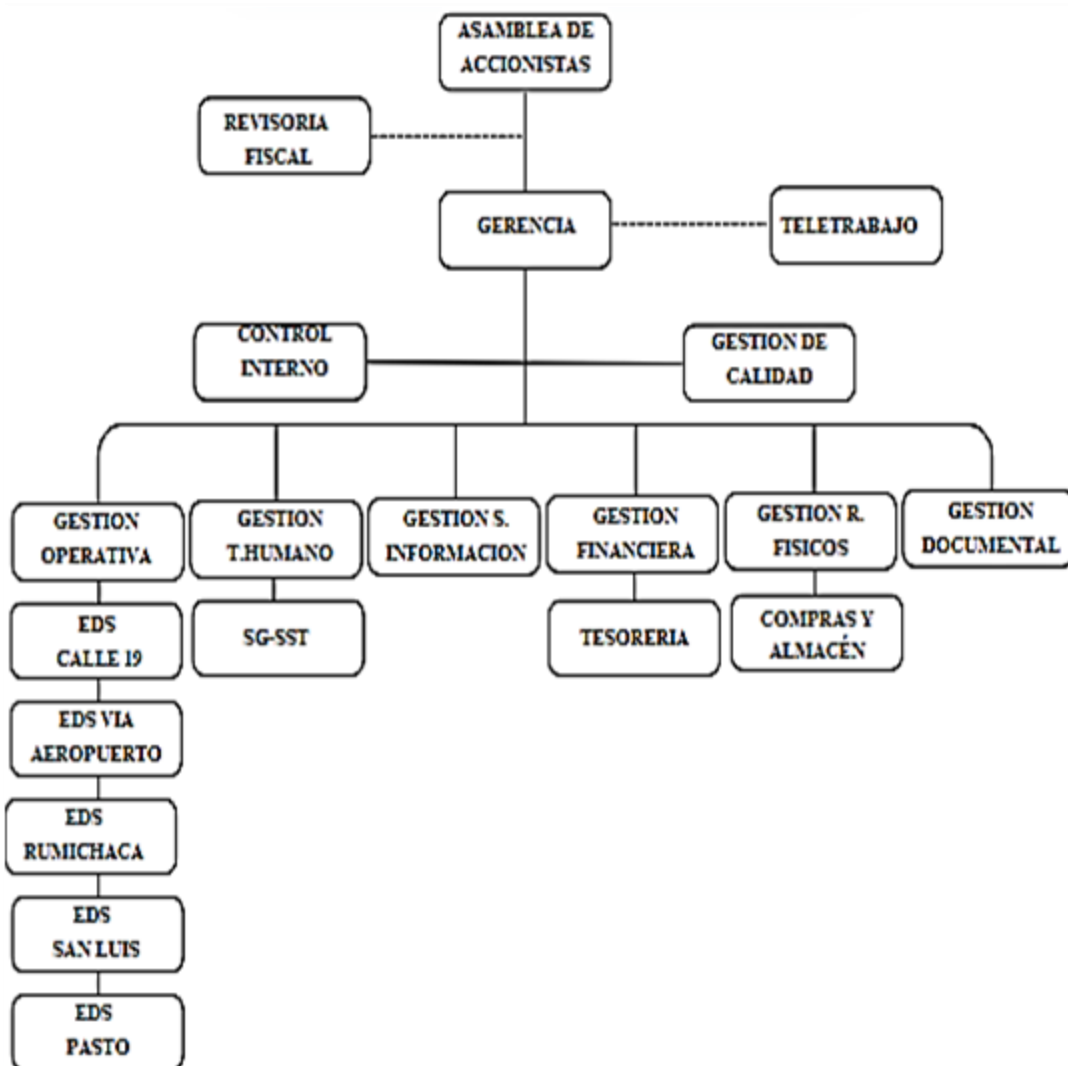 ASAMBLEA DE
ACCIONISTAS
REVISORIA
FISCAL
GERENCIA
TELETRABAJO
CONTROL
INTERNO
GESTION DE
CALIDAD
GESTION
OPERATIVA
GESTION
T.HUMANO
GESTION S.
INFORMACION
GESTION
FINANCIERA
GESTION R.
FISICOS
GESTION
DOCUMENTAL
EDS
CALLE 19
SG-SST
TESORERIA
COMPRAS Y
ALMACÉN
EDS VIA
AEROPUERTO
EDS
RUMICHACA
EDS
SAN LUIS
EDS
PASTO